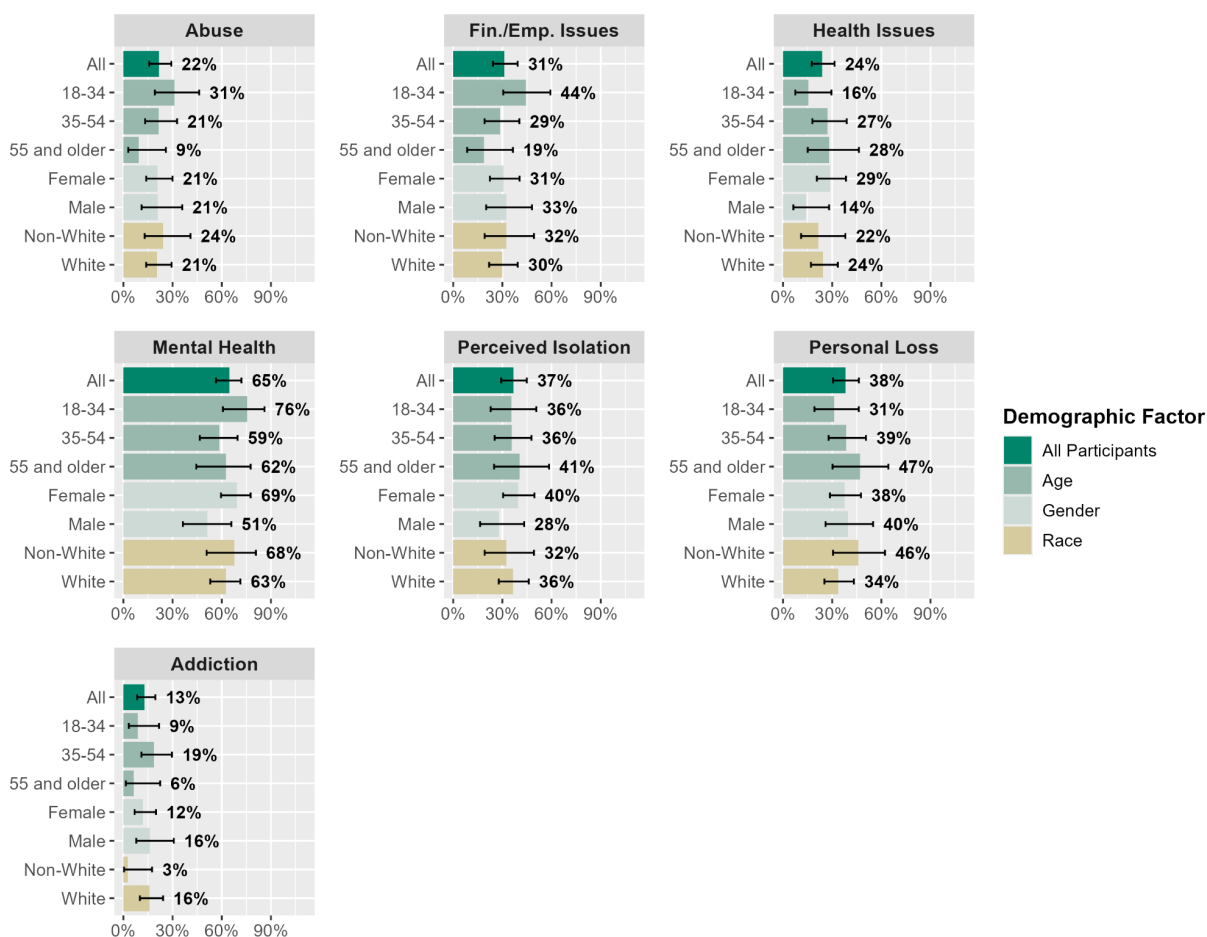 Abuse
All 22%
18-34 31%
35-54 21%
55 and older 9%
Female 21%
Male 21%
Non-White 24%
White 21%
0% 30% 60% 90%
Fin./Emp. Issues
All 31%
18-34 44%
35-54 29%
55 and older 19%
Female 31%
Male 33%
Non-White 32%
White 30%
0% 30% 60% 90%
Health Issues
All 24%
18-34 16%
35-54 27%
55 and older 28%
Female 29%
Male 14%
Non-White 22%
White 24%
0% 30% 60% 90%
Mental Health
All 65%
18-34 76%
35-54 59%
55 and older 62%
Female 69%
Male 51%
Non-White 68%
White 63%
0% 30% 60% 90%
Perceived Isolation
All 37%
18-34 36%
35-54 36%
55 and older 41%
Female 40%
Male 28%
Non-White 32%
White 36%
0% 30% 60% 90%
Personal Loss
All 38%
18-34 31%
35-54 39%
55 and older 47%
Female 38%
Male 40%
Non-White 46%
White 34%
0% 30% 60% 90%
Demographic Factor
All Participants
Age
Gender
Race
Addiction
All 13%
18-34 9%
35-54 19%
55 and older 6%
Female 12%
Male 16%
Non-White 3%
White 16%
0% 30% 60% 90%